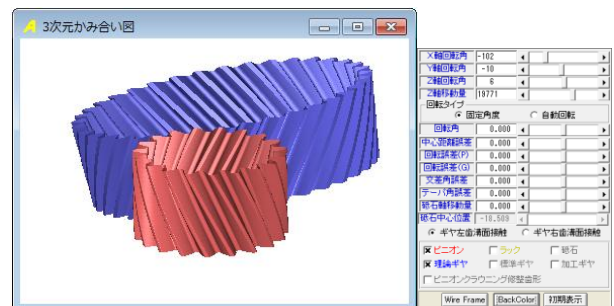 3次元かみ合い図
X軸回転角 -102
Y軸回転角 -10
Z軸回転角 6
Z軸移動量 19771
回転タイプ
固定角度 自動回転
回転角 0.000
中心距離誤差 0.000
回転誤差(P) 0.000
回転誤差(G) 0.000
交差角誤差 0.000
テーパ角誤差 0.000
砥石軸移動量 0.000
砥石中心位置 -10.509
ギヤ左歯溝面接触 ギヤ右歯溝面接触
ピニオン ラック 砥石
理論ギヤ 標準ギヤ 加工ギヤ
ピニオンクラウニング修整歯形
Wire Frame BackColor 初期表示